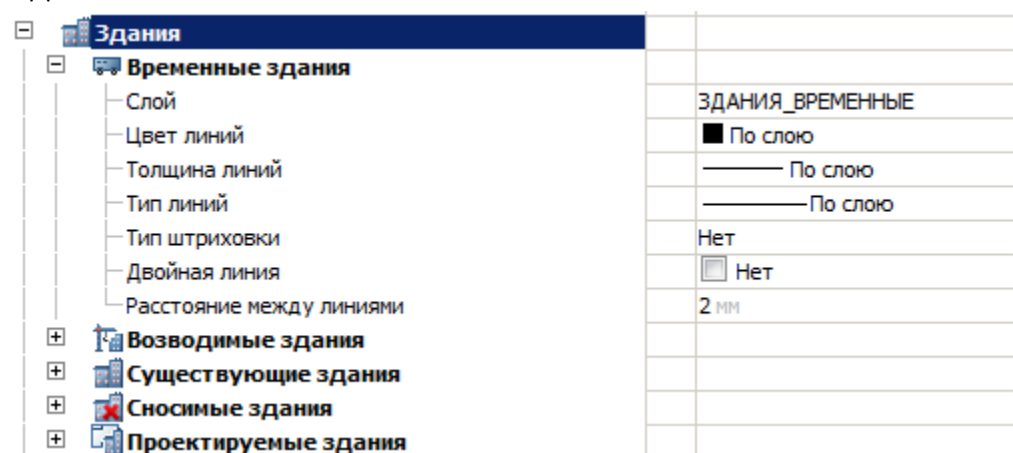 Здания
Временные здания
Слой ЗДАНИЯ_ВРЕМЕННЫЕ
Цвет линий По слою
Толщина линий По слою
Тип линий По слою
Тип штриховки Нет
Двойная линия Нет
Расстояние между линиями 2 мм
Возводимые здания
Существующие здания
Сносимые здания
Проектируемые здания